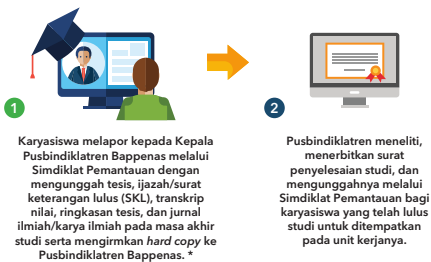 1
Karyasiswa melapor kepada Kepala
Pusbindiklatren Bappenas melalui
Simdiklat Pemantauan dengan
mengunggah tesis, ijazah/surat
keterangan lulus (SKL), transkrip
nilai, ringkasan tesis, dan jurnal
ilmiah/karya ilmiah pada masa akhir
studi serta mengirmkan hard copy ke
Pusbindiklatren Bappenas. *
2
Pusbindiklatren meneliti,
menerbitkan surat
penyelesaian studi, dan
mengunggahnya melalui
Simdiklat Pemantauan bagi
karyasiswa yang telah lulus
studi untuk ditempatkan
pada unit kerjanya.